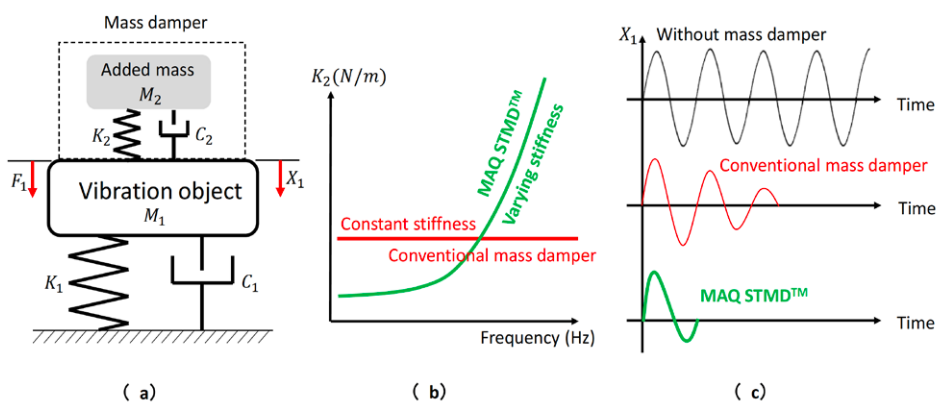 Mass damper
Added mass
M₂
K₂
C₂
F₁
X₁
Vibration object
M₁
K₁
C₁
( a)
K₂(N/m)
MAQ STMD™
Varying stiffness
Constant stiffness
Conventional mass damper
Frequency (Hz)
( b)
X₁
Without mass damper
Time
Conventional mass damper
Time
MAQ STMD™
Time
( c)